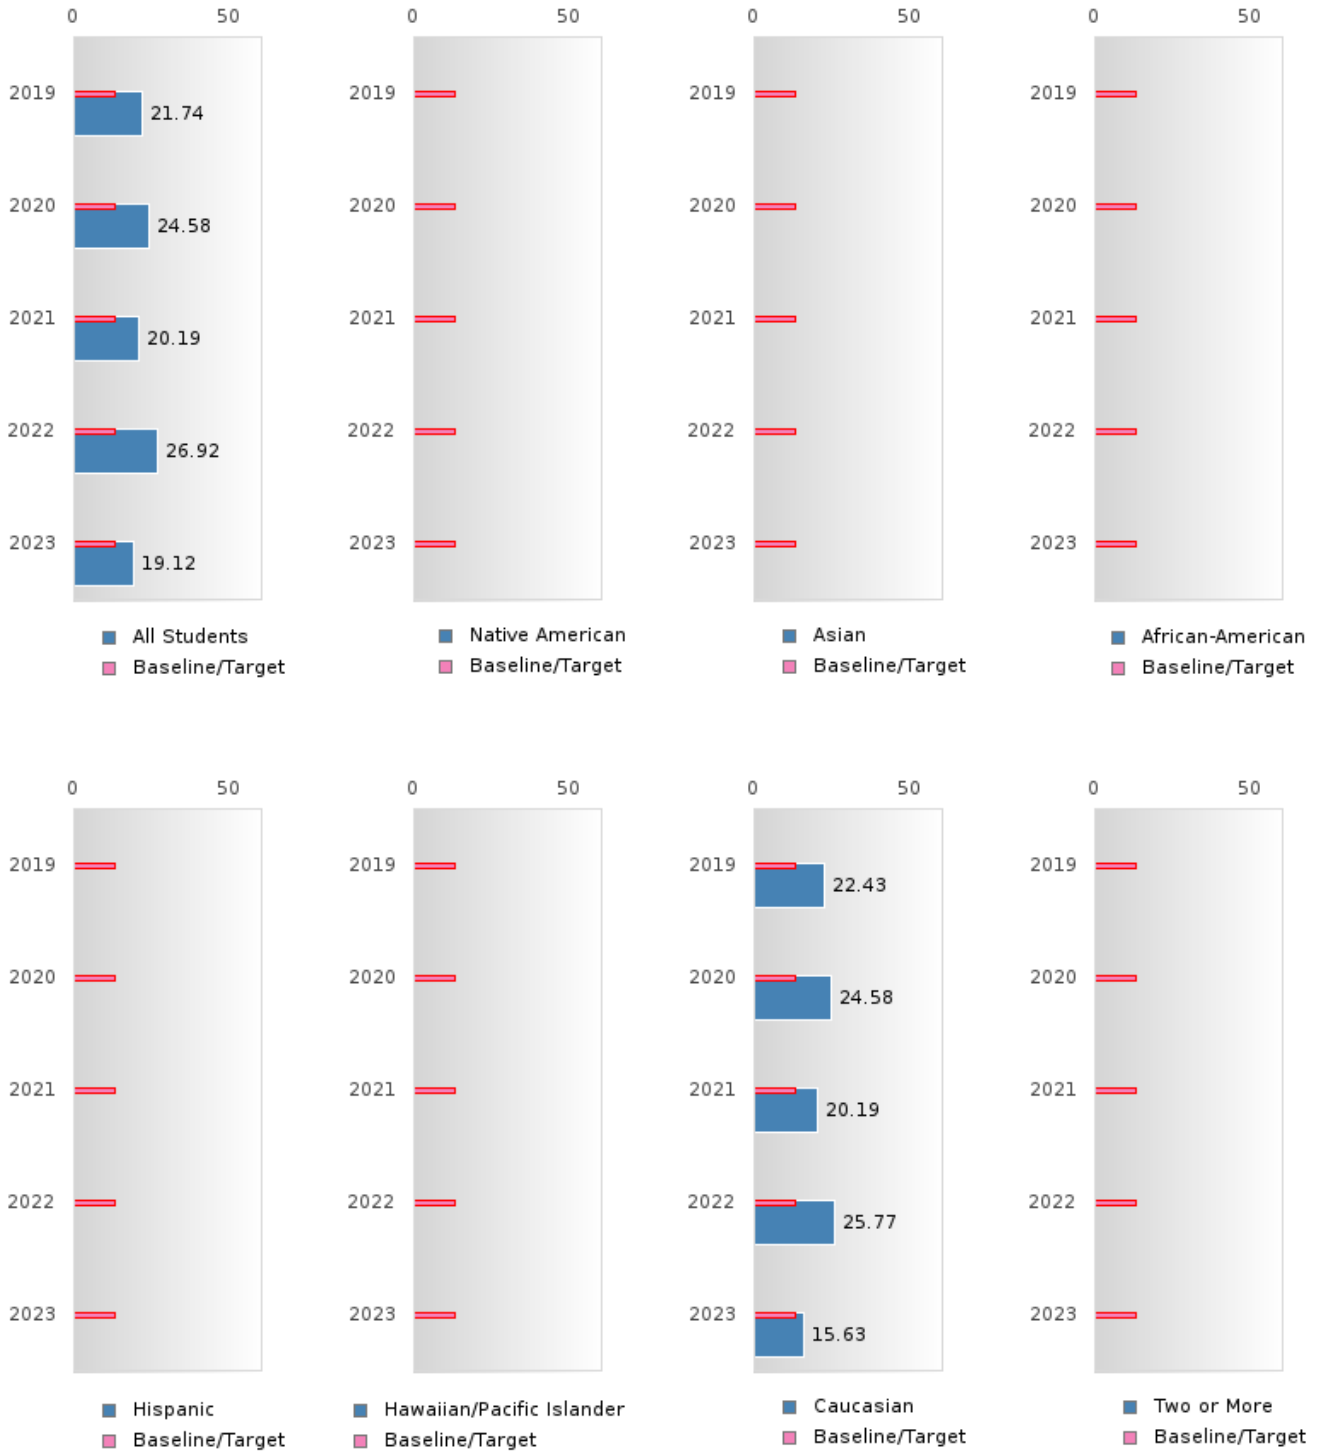 0 50 0 50 0 50 0 50
2019 21.74 2019 2019 2019
2020 24.58 2020 2020 2020
2021 20.19 2021 2021 2021
2022 26.92 2022 2022 2022
2023 19.12 2023 2023 2023
All Students Native American Asian African-American
Baseline/Target Baseline/Target Baseline/Target Baseline/Target
0 50 0 50 0 50 0 50
2019 2019 2019 22.43 2019
2020 2020 2020 24.58 2020
2021 2021 2021 20.19 2021
2022 2022 2022 25.77 2022
2023 2023 2023 15.63 2023
Hispanic Hawaiian/Pacific Islander Caucasian Two or More
Baseline/Target Baseline/Target Baseline/Target Baseline/Target